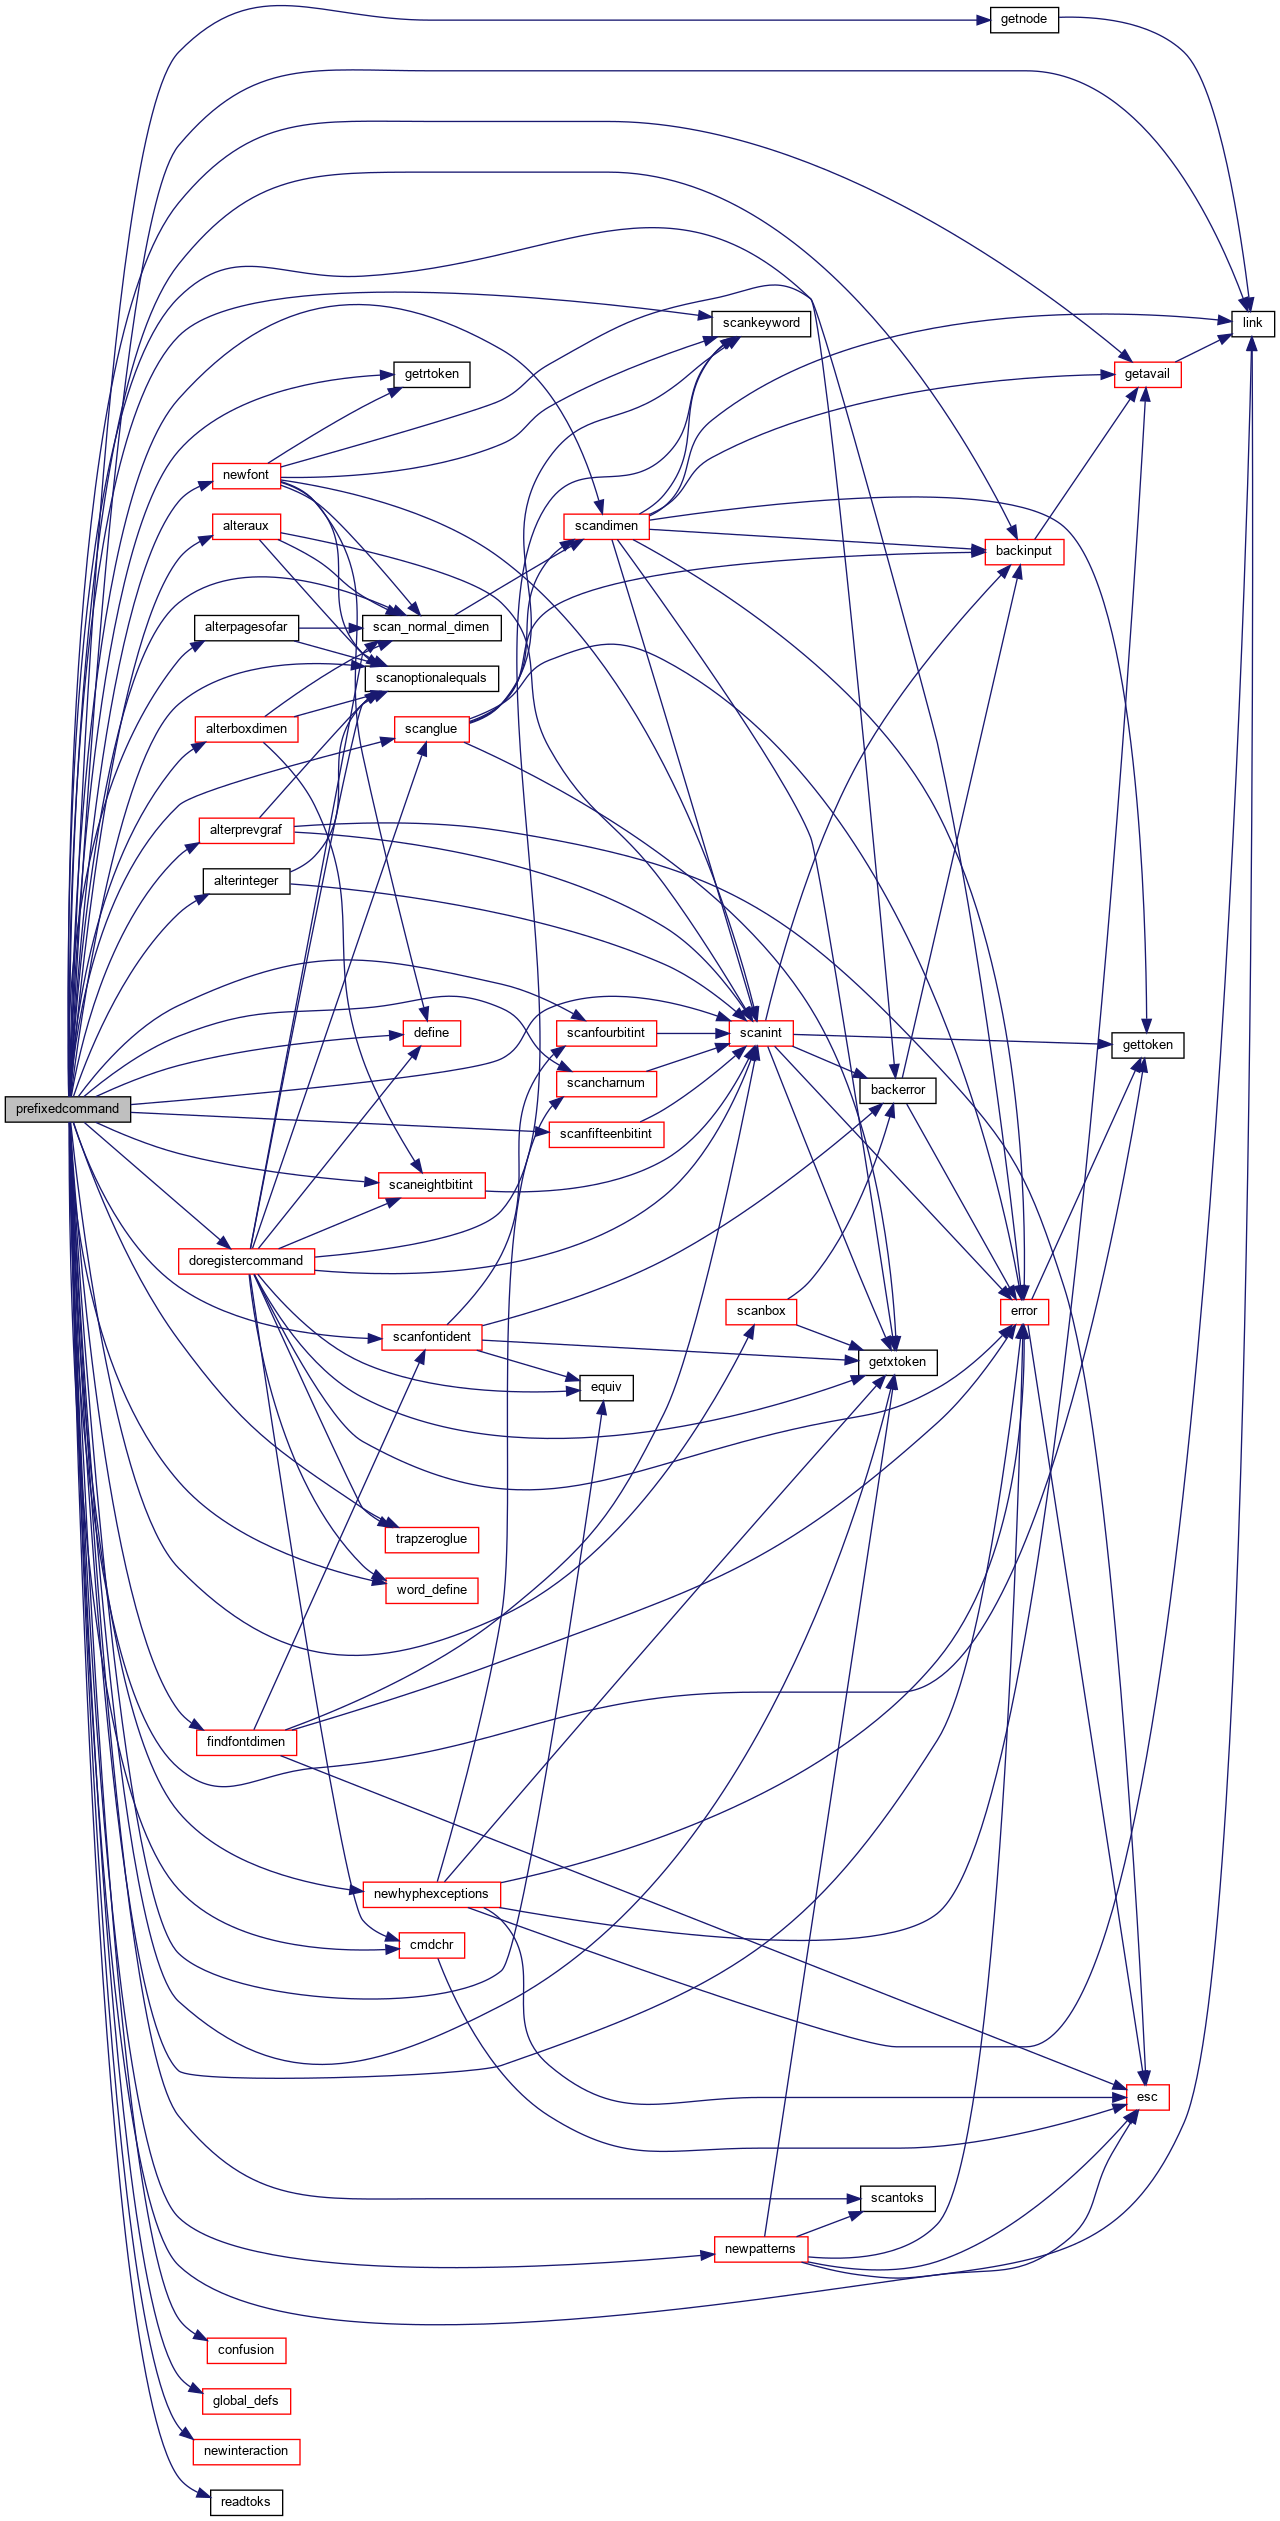 getnode
link
scankeyword
getrtoken
getavail
newfont
alteraux
scandimen
backinput
alterpagesofar
scan_normal_dimen
scanoptionalequals
alterboxdimen
scanglue
alterprevgraf
alterinteger
define
scanfourbitint
scanint
gettoken
scancharnum
backerror
prefixedcommand
scanfifteenbitint
scaneightbitint
doregistercommand
scanbox
error
scanfontident
getxtoken
equiv
trapzeroglue
word_define
findfontdimen
newhyphexceptions
cmdchr
esc
scantoks
newpatterns
confusion
global_defs
newinteraction
readtoks